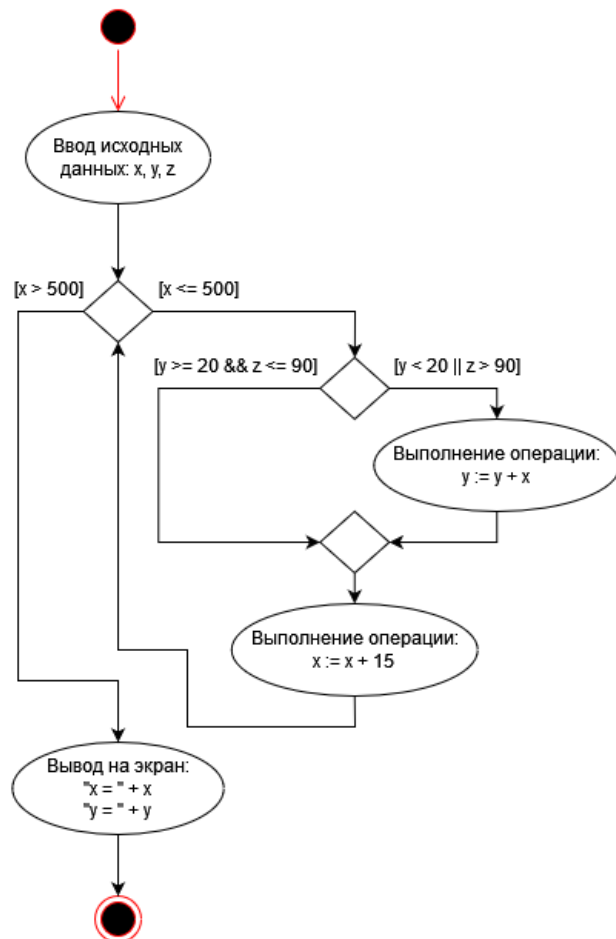 Ввод исходных
данных: x, y, z
[x > 500]
[x <= 500]
[y >= 20 && z <= 90]
[y < 20 || z > 90]
Выполнение операции:
y := y + x
Выполнение операции:
x := x + 15
Вывод на экран:
"x = " + x
"y = " + y